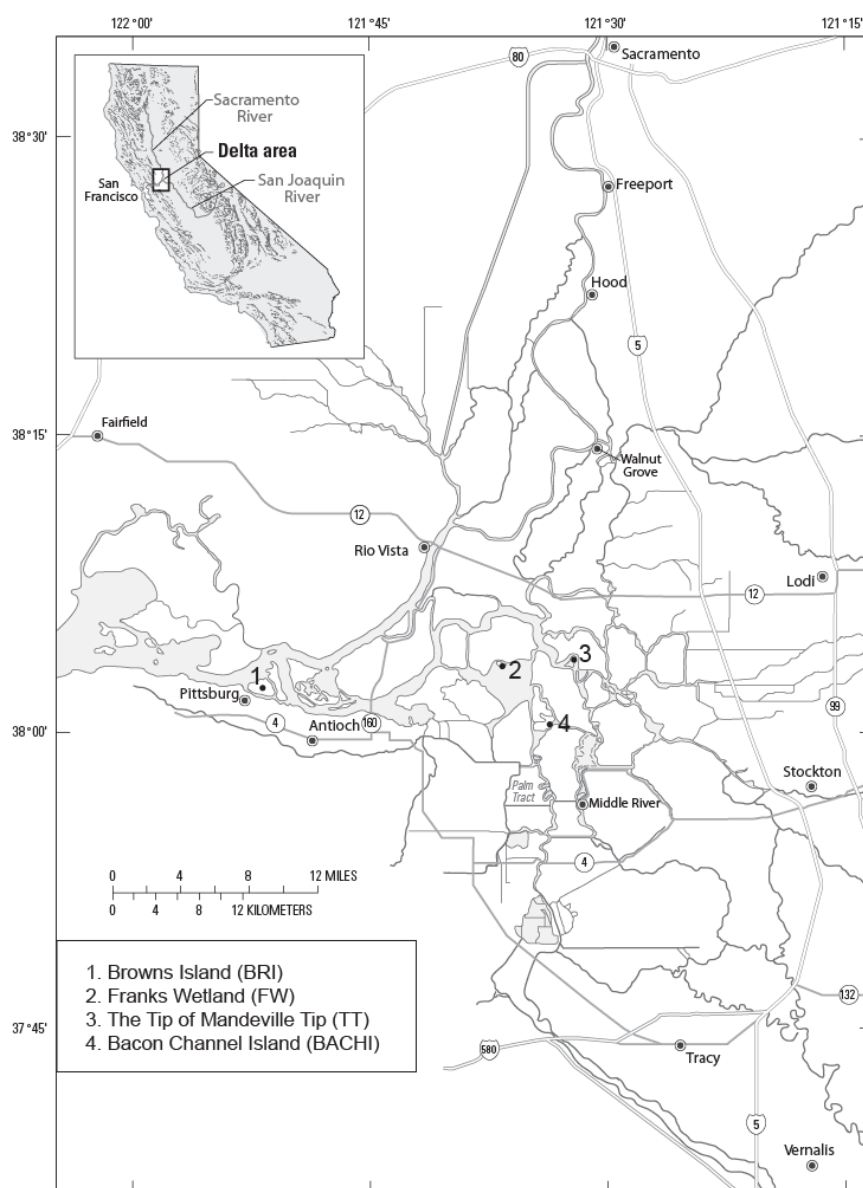 122°00'
121°45'
121°30'
121°15'
80
Sacramento
Sacramento
River
Delta area
38°30'
San
Francisco
San Joaquin
River
Freeport
Hood
5
38°15'
Fairfield
Walnut
Grove
12
Rio Vista
Lodi
12
1
2
3
Pittsburg
4
Antioch
160
4
99
38°00'
Stockton
Palm
Tract
Middle River
4
0 4 8 12 MILES
0 4 8 12 KILOMETERS
1. Browns Island (BRI)
2. Franks Wetland (FW)
3. The Tip of Mandeville Tip (TT)
4. Bacon Channel Island (BACHI)
132
37°45'
580
Tracy
5
Vernalis